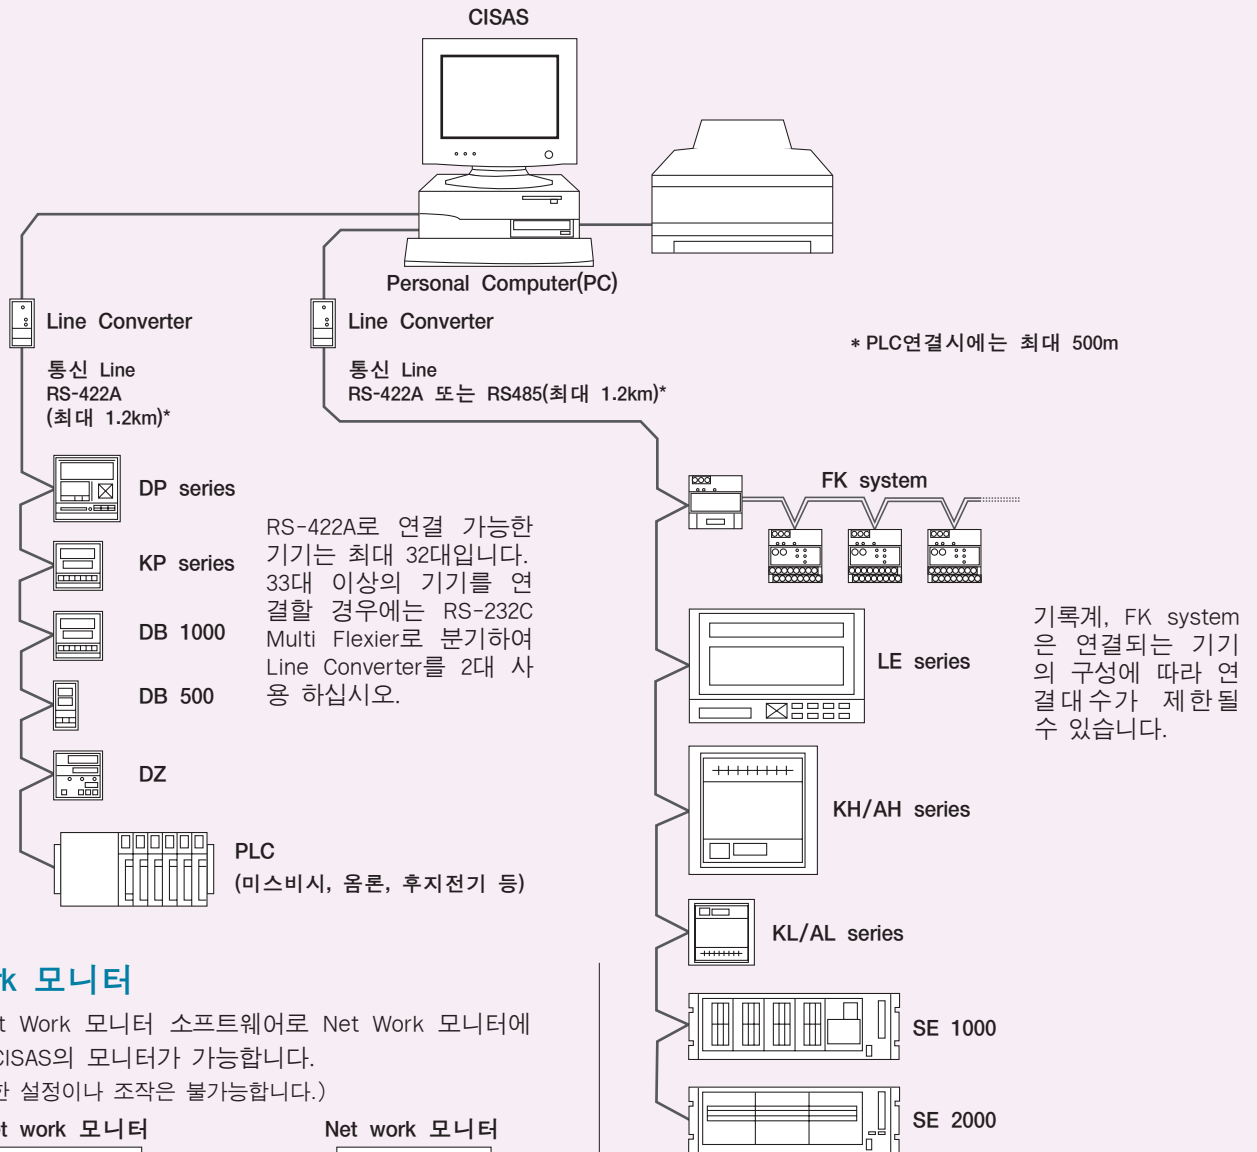 CISAS
Personal Computer(PC)
Line Converter
Line Converter
* PLC연결시에는 최대 500m
통신 Line
RS-422A
(최대 1.2km)*
통신 Line
RS-422A 또는 RS485(최대 1.2km)*
DP series
KP series
DB 1000
DB 500
DZ
PLC
(미스비시, 옴론, 후지전기 등)
RS-422A로 연결 가능한
기기는 최대 32대입니다.
33대 이상의 기기를 연
결할 경우에는 RS-232C
Multi Flexier로 분기하여
Line Converter를 2대 사
용 하십시오.
FK system
LE series
KH/AH series
KL/AL series
SE 1000
SE 2000
기록계, FK system
은 연결되는 기기
의 구성에 따라 연
결대수가 제한될
수 있습니다.
모니터
Work 모니터 소프트웨어로 Net Work 모니터에
CISAS의 모니터가 가능합니다.
설정이나 조작은 불가능합니다.)
work 모니터
Net work 모니터